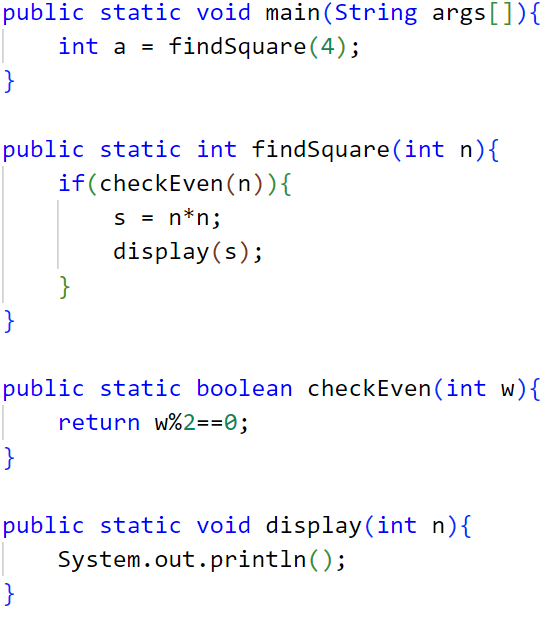 public static void main(String args[]){
    int a = findSquare(4);
}

public static int findSquare(int n){
    if(checkEven(n)){
        s = n*n;
        display(s);
    }
}

public static boolean checkEven(int w){
    return w%2==0;
}

public static void display(int n){
    System.out.println();
}